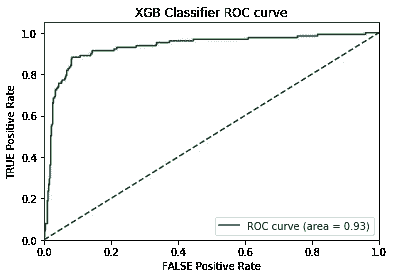 XGB Classifier ROC curve
TRUE Positive Rate
1.0
0.8
0.6
0.4
0.2
0.0
ROC curve (area = 0.93)
0.0 0.2 0.4 0.6 0.8 1.0
FALSE Positive Rate